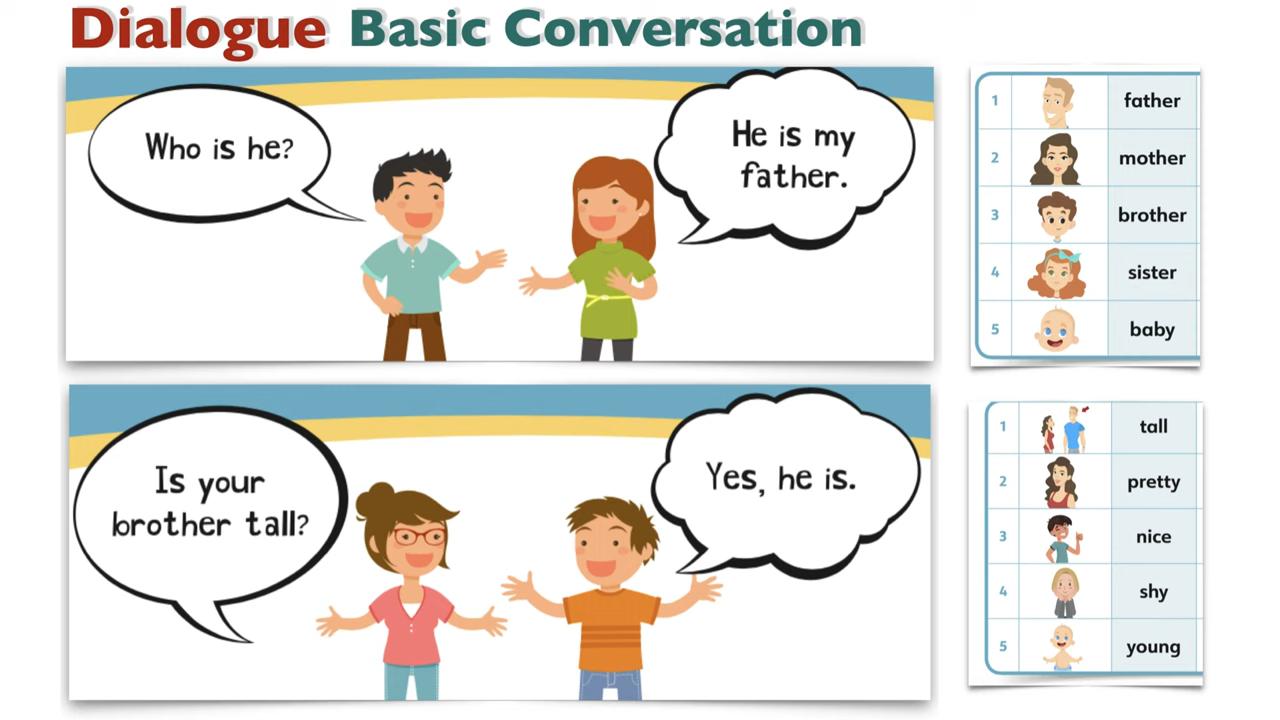 Dialogue Basic Conversation
Who is he?
He is my
father.
1 father
2 mother
3 brother
4 sister
5 baby
Is your
brother tall?
Yes, he is.
1 tall
2 pretty
3 nice
4 shy
5 young